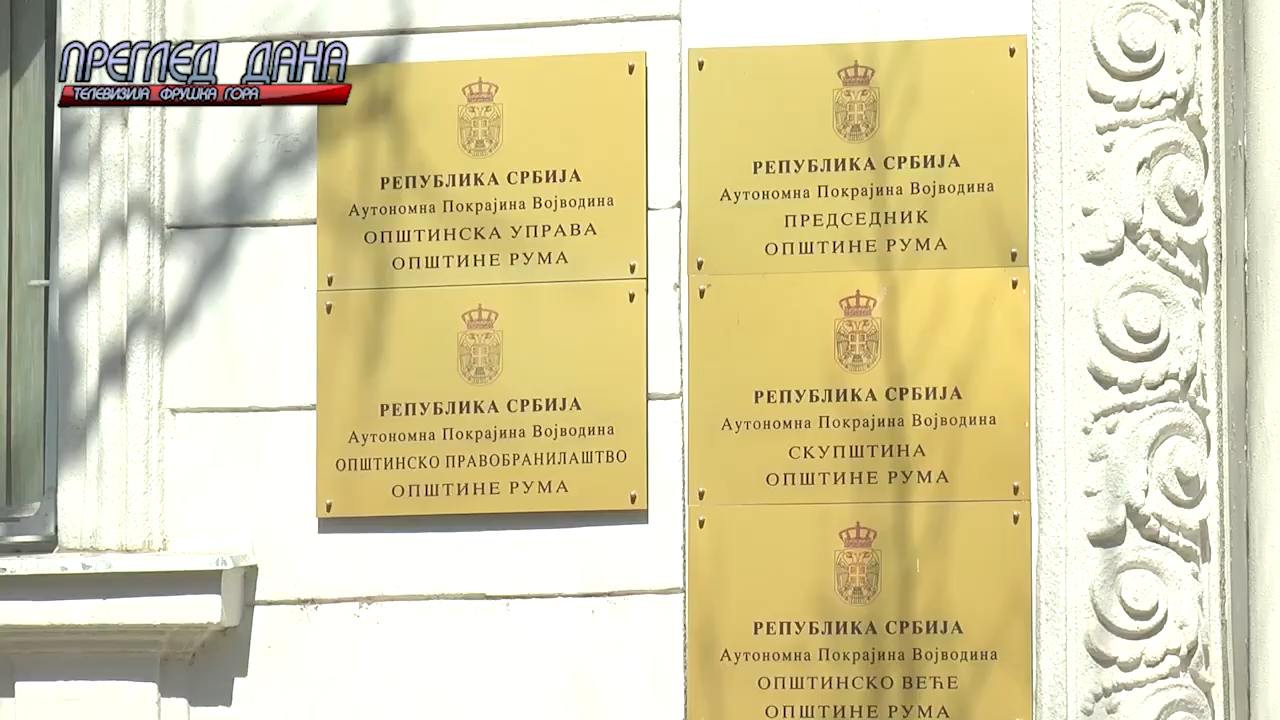 ПРЕГЛЕД ДАНА
ТЕЛЕВИЗИЈА ФРУШКА ГОРА
РЕПУБЛИКА СРБИЈА
Аутономна Покрајина Војводина
ОПШТИНСКА УПРАВА
ОПШТИНЕ РУМА
РЕПУБЛИКА СРБИЈА
Аутономна Покрајина Војводина
ОПШТИНСКО ПРАВОБРАНИЛАШТВО
ОПШТИНЕ РУМА
РЕПУБЛИКА СРБИЈА
Аутономна Покрајина Војводина
ПРЕДСЕДНИК
ОПШТИНЕ РУМА
РЕПУБЛИКА СРБИЈА
Аутономна Покрајина Војводина
СКУПШТИНА
ОПШТИНЕ РУМА
РЕПУБЛИКА СРБИЈА
Аутономна Покрајина Војводина
ОПШТИНСКО ВЕЋЕ
ОПШТИНЕ РУМА